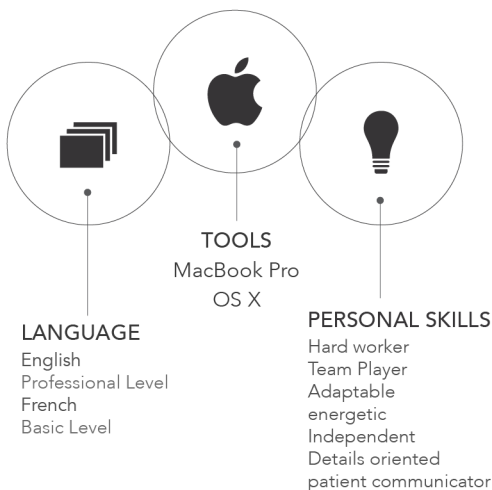 TOOLS
MacBook Pro
OS X
LANGUAGE
English
Professional Level
French
Basic Level
PERSONAL SKILLS
Hard worker
Team Player
Adaptable
energetic
Independent
Details oriented
patient communicator